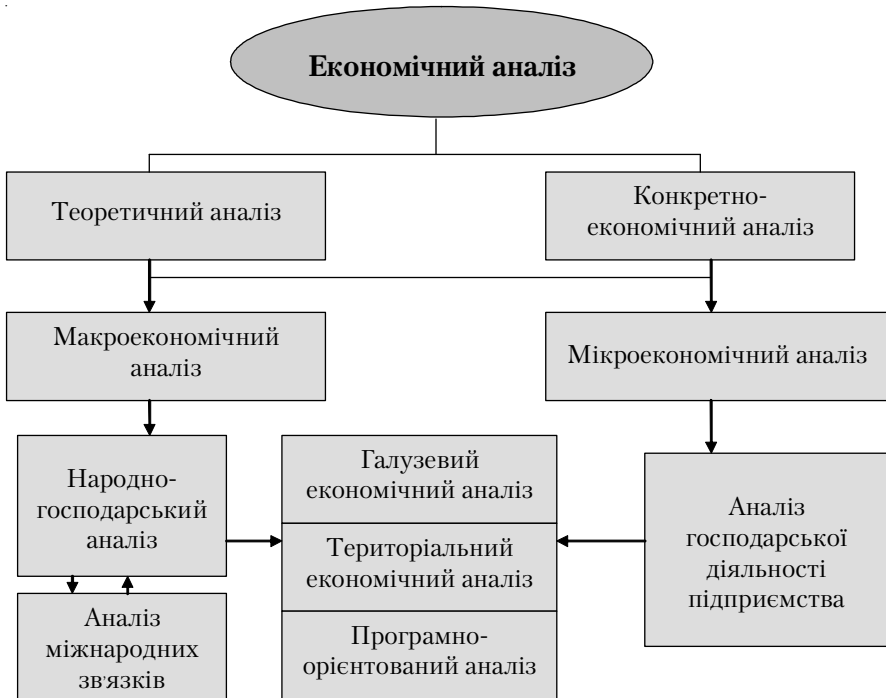 Економічний аналіз
Теоретичний аналіз
Конкретно-
економічний аналіз
Макроекономічний
аналіз
Мікроекономічний аналіз
Народно-
господарський
аналіз
Галузевий
економічний аналіз
Територіальний
економічний аналіз
Програмно-
орієнтований аналіз
Аналіз
господарської
діяльності
підприємства
Аналіз
міжнародних
зв'язків